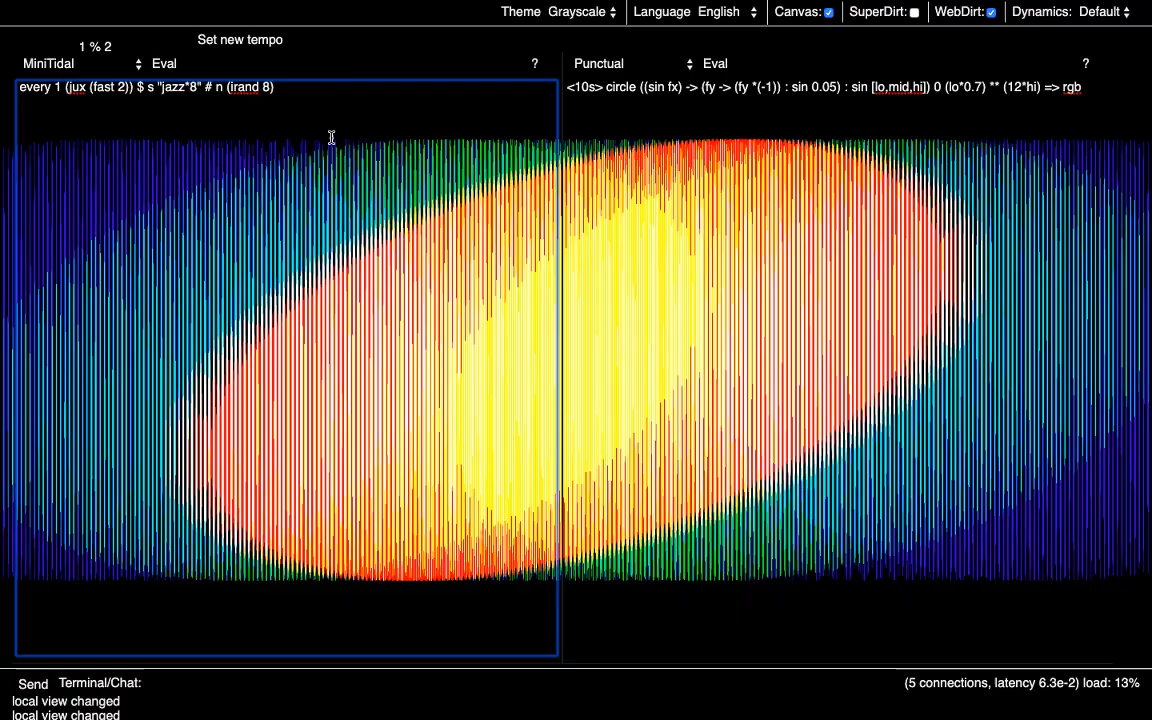 Theme Grayscale Language English Canvas: SuperDirt: WebDirt: Dynamics: Default
Set new tempo
1 % 2
MiniTidal Eval ? Punctual Eval ?
every 1 (jux (fast 2)) $ s "jazz*8" # n (irand 8)
<10s> circle ((sin fx) -> (fy -> (fy *(-1)) : sin 0.05) : sin [lo,mid,hi]) 0 (lo*0.7) ** (12*hi) => rgb
Send Terminal/Chat: (5 connections, latency 6.3e-2) load: 13%
local view changed
local view changed